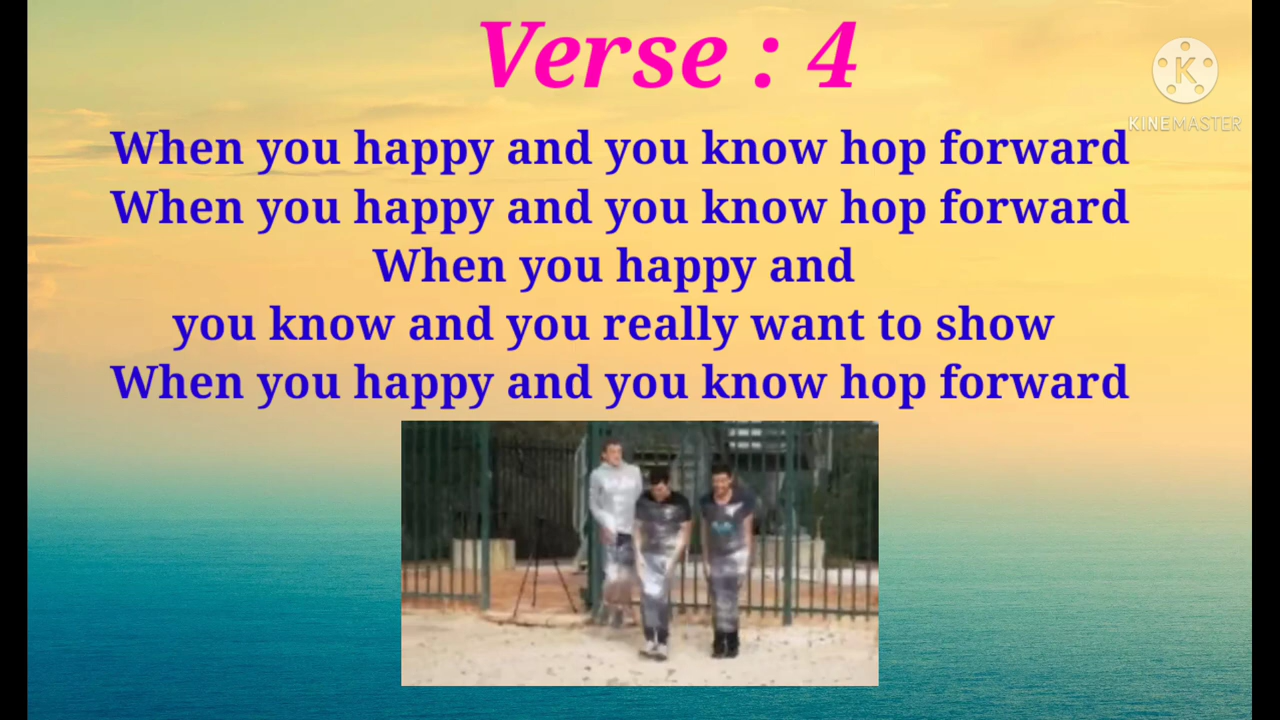 Verse : 4
KINEMASTER
When you happy and you know hop forward
When you happy and you know hop forward
When you happy and
you know and you really want to show
When you happy and you know hop forward